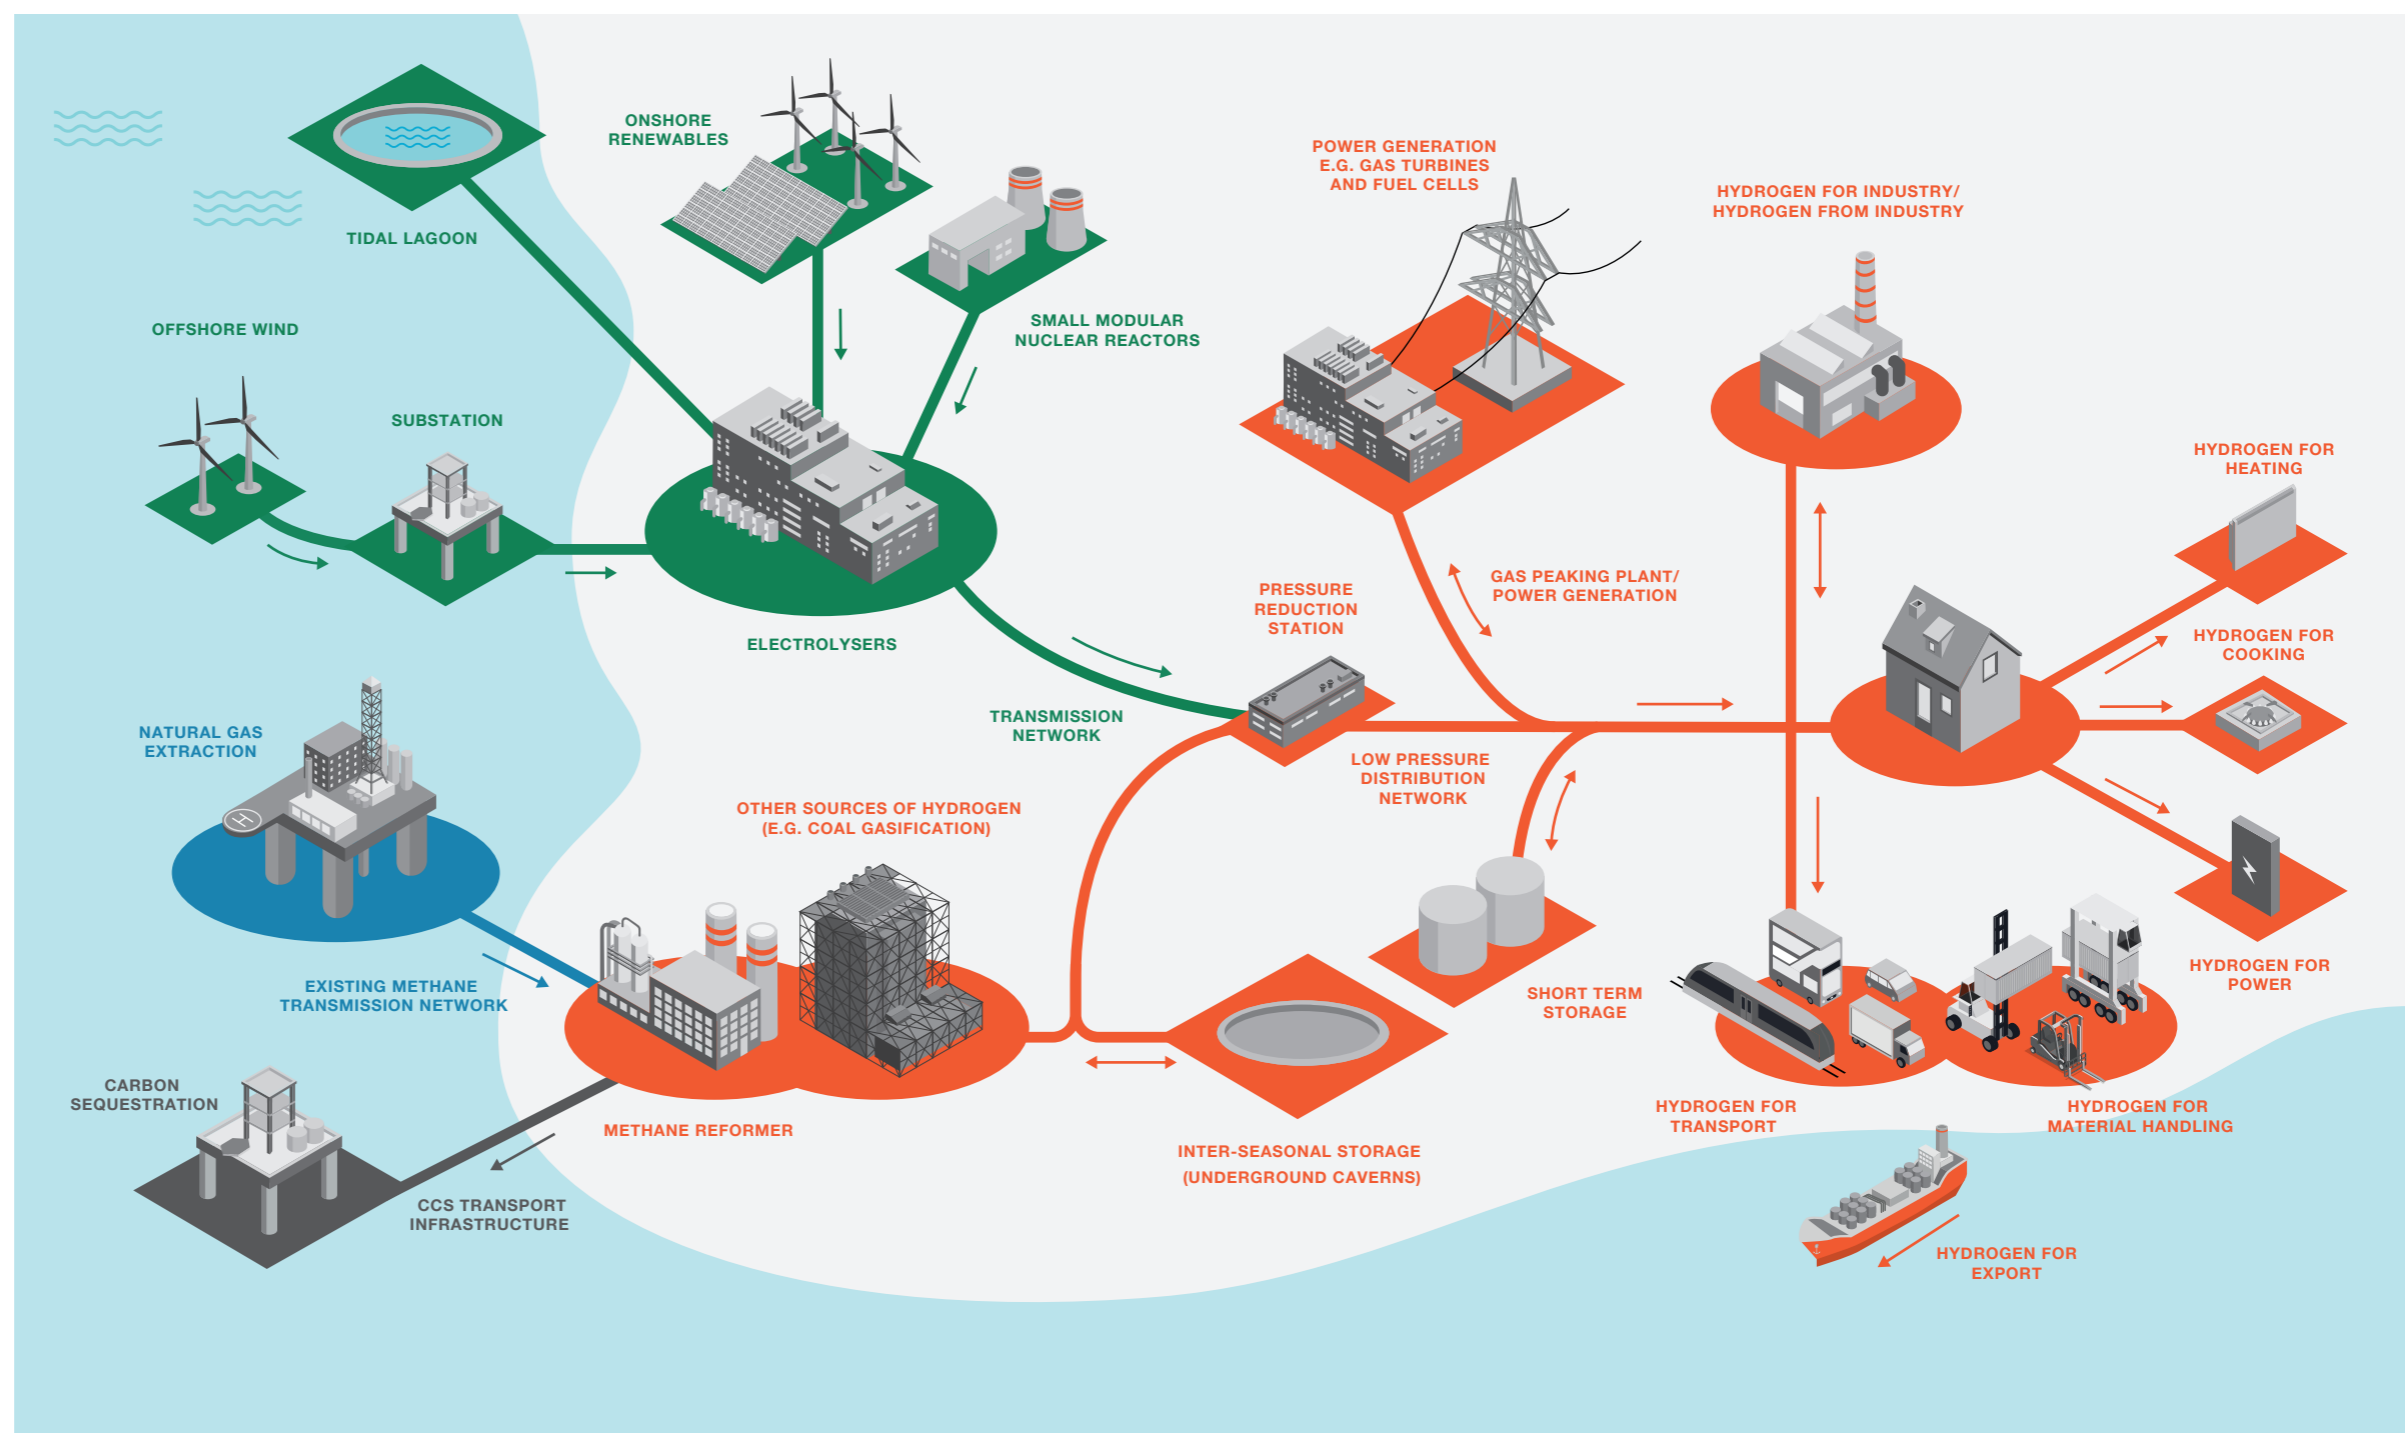 ONSHORE
RENEWABLES
TIDAL LAGOON
POWER GENERATION
E.G. GAS TURBINES
AND FUEL CELLS
HYDROGEN FOR INDUSTRY/
HYDROGEN FROM INDUSTRY
OFFSHORE WIND
SMALL MODULAR
NUCLEAR REACTORS
SUBSTATION
HYDROGEN FOR
HEATING
ELECTROLYSERS
PRESSURE
REDUCTION
STATION
GAS PEAKING PLANT/
POWER GENERATION
HYDROGEN FOR
COOKING
NATURAL GAS
EXTRACTION
TRANSMISSION
NETWORK
LOW PRESSURE
DISTRIBUTION
NETWORK
OTHER SOURCES OF HYDROGEN
(E.G. COAL GASIFICATION)
H
EXISTING METHANE
TRANSMISSION NETWORK
SHORT TERM
STORAGE
HYDROGEN FOR
POWER
CARBON
SEQUESTRATION
METHANE REFORMER
INTER-SEASONAL STORAGE
(UNDERGROUND CAVERNS)
HYDROGEN FOR
TRANSPORT
HYDROGEN FOR
MATERIAL HANDLING
CCS TRANSPORT
INFRASTRUCTURE
HYDROGEN FOR
EXPORT